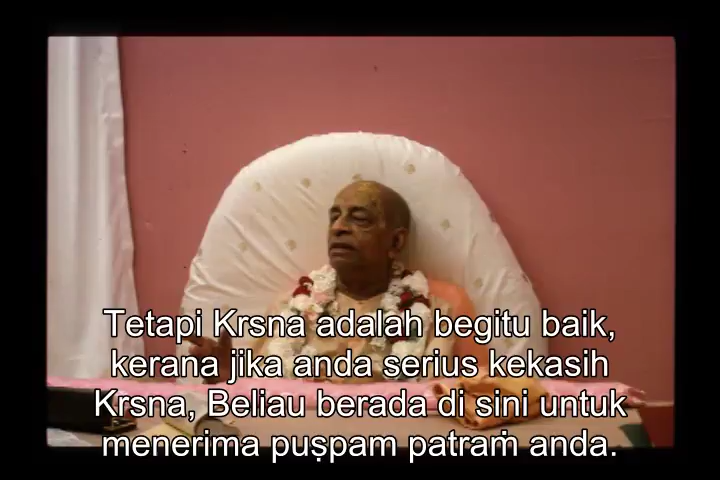 Tetapi Krsna adalah begitu baik,
kerana jika anda serius kekasih
Krsna, Beliau berada di sini untuk
menerima puṣpam patraṁ anda.